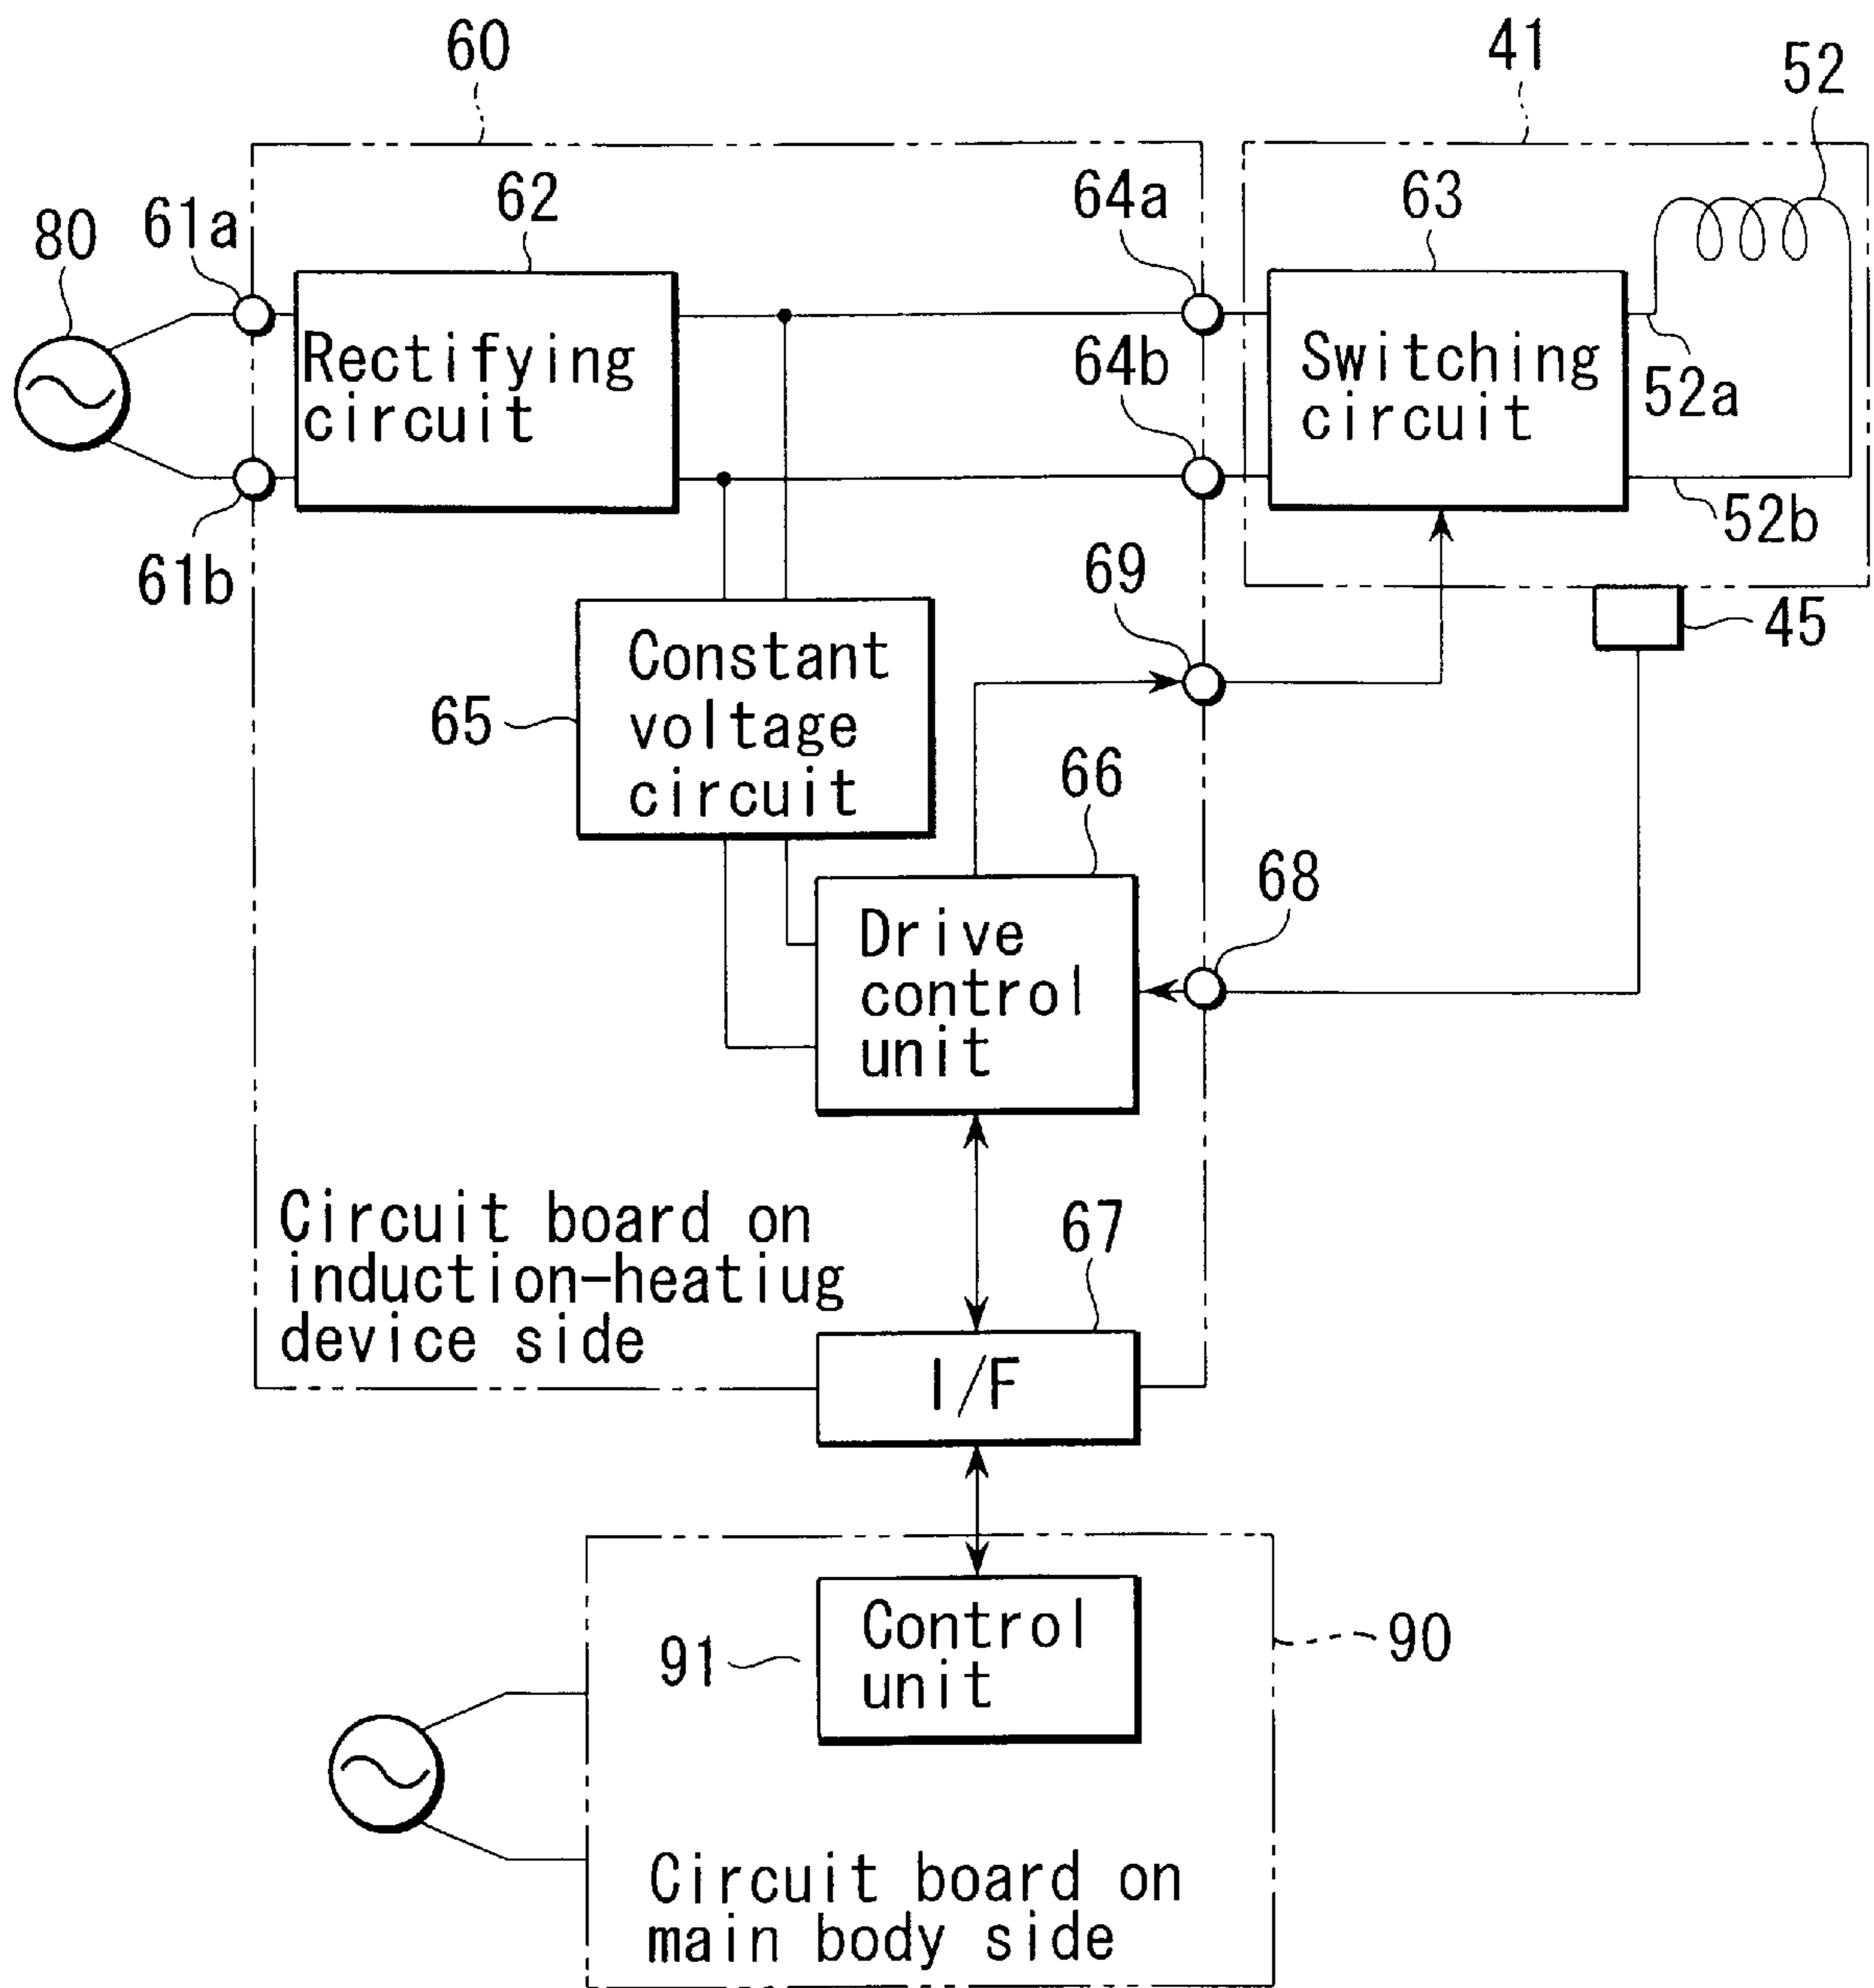 60
41
52
80
61a
62
64a
63
Rectifying
circuit
64b
Switching
circuit
52a
61b
52b
69
45
65
Constant
voltage
circuit
66
68
Drive
control
unit
Circuit board on
induction-heatiug
device side
67
I/F
91
Control
unit
90
Circuit board on
main body side